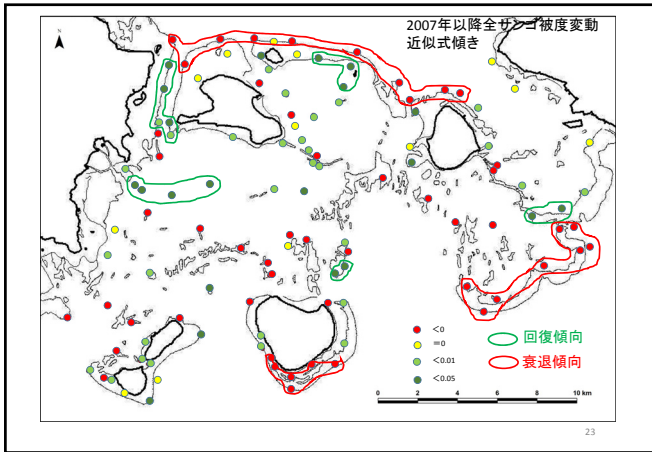 2007年以降全サンゴ被度変動
近似式傾き
N
<0
=0
<0.01
<0.05
回復傾向
衰退傾向
0 2 4 6 8 10 km
23